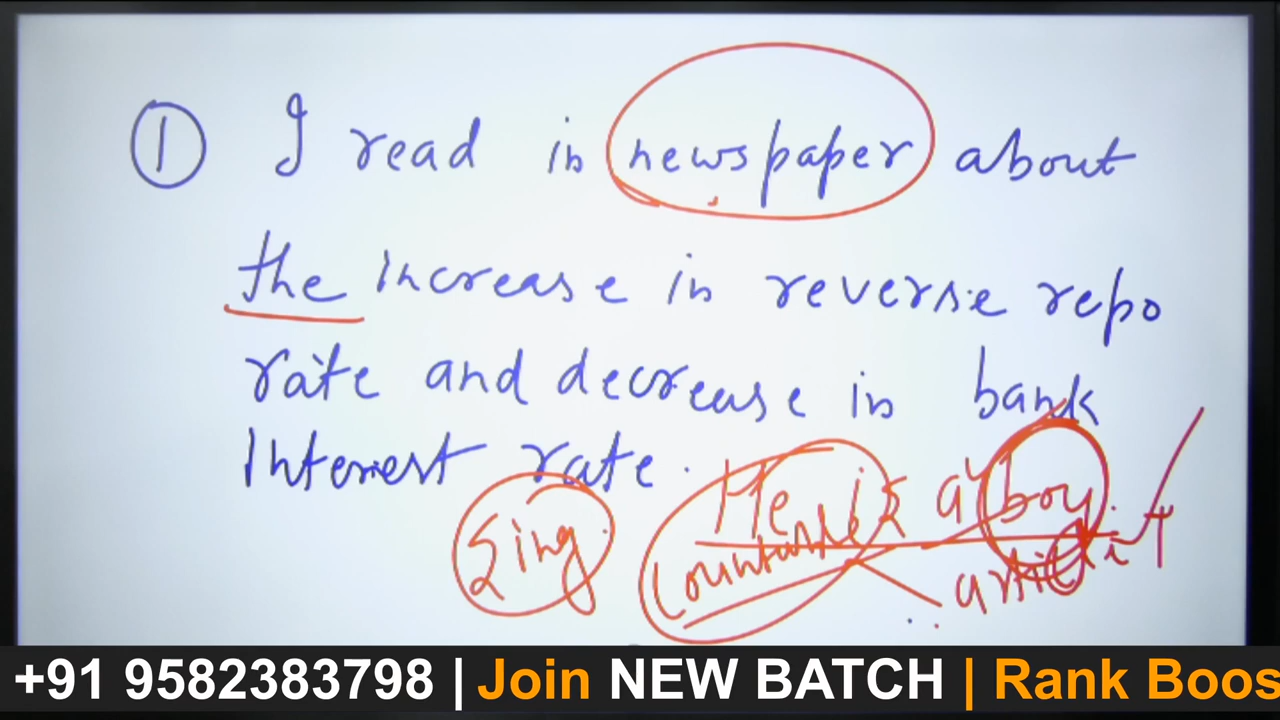 ① I read in newspaper about
the increase in reverse repo
rate and decrease in bank
interest rate.
He is a boy.
Sing
Countable
+91 9582383798 | Join NEW BATCH | Rank Boos